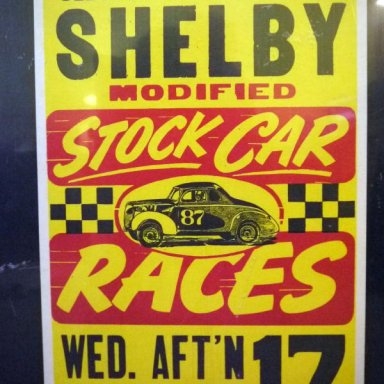 SHELBY
MODIFIED
STOCK CAR
87
RACES
WED. AFT'N 17